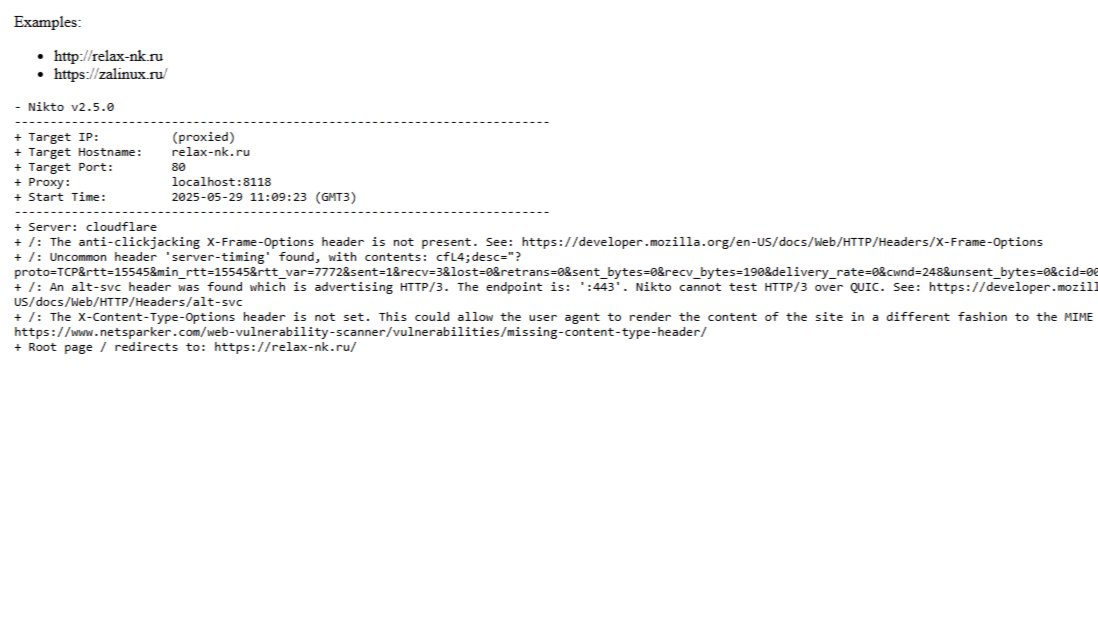 Examples:
• http://relax-nk.ru
• https://zalinux.ru/
- Nikto v2.5.0
---------------------------------------------------------------------------
+ Target IP:          (proxied)
+ Target Hostname:    relax-nk.ru
+ Target Port:        80
+ Proxy:              localhost:8118
+ Start Time:         2025-05-29 11:09:23 (GMT3)
---------------------------------------------------------------------------
+ Server: cloudflare
+ /: The anti-clickjacking X-Frame-Options header is not present. See: https://developer.mozilla.org/en-US/docs/Web/HTTP/Headers/X-Frame-Options
+ /: Uncommon header 'server-timing' found, with contents: cfL4;desc="?
proto=TCP&rtt=15545&min_rtt=15545&rtt_var=7772&sent=1&recv=3&lost=0&retrans=0&sent_bytes=0&recv_bytes=190&delivery_rate=0&cwnd=248&unsent_bytes=0&cid=00
+ /: An alt-svc header was found which is advertising HTTP/3. The endpoint is: ':443'. Nikto cannot test HTTP/3 over QUIC. See: https://developer.mozill
US/docs/Web/HTTP/Headers/alt-svc
+ /: The X-Content-Type-Options header is not set. This could allow the user agent to render the content of the site in a different fashion to the MIME
https://www.netsparker.com/web-vulnerability-scanner/vulnerabilities/missing-content-type-header/
+ Root page / redirects to: https://relax-nk.ru/